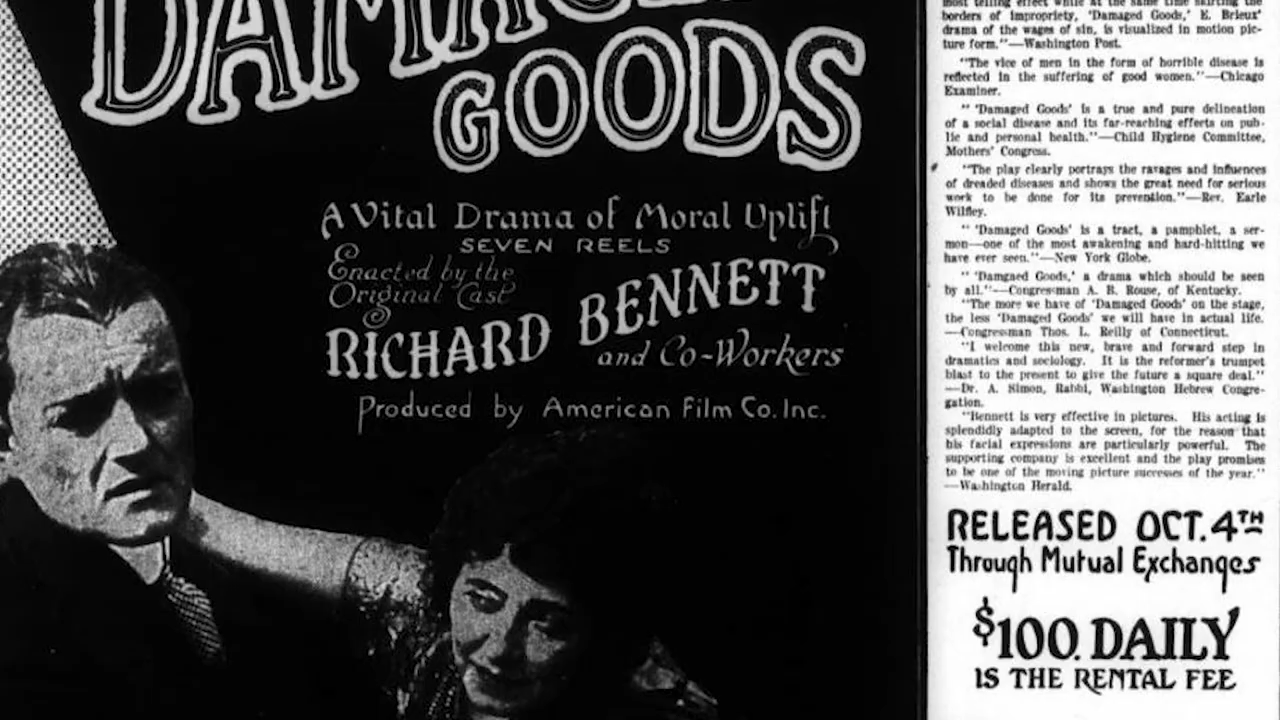 DAMAGED
GOODS
A Vital Drama of Moral Uplift
SEVEN REELS
Enacted by the
Original Cast
RICHARD BENNETT
and Co-Workers
Produced by American Film Co. Inc.
most telling effect while at the same time skirting the
borders of impropriety, 'Damaged Goods,' E. Brieux'
drama of the wages of sin, is visualized in motion pic-
ture form."—Washington Post.
"The vice of men in the form of horrible disease is
reflected in the suffering of good women."—Chicago
Examiner.
" 'Damaged Goods' is a true and pure delineation
of a social disease and its far-reaching effects on pub-
lic and personal health."—Child Hygiene Committee,
Mothers' Congress.
"The play clearly portrays the ravages and influences
of dreaded diseases and shows the great need for serious
work to be done for its prevention."—Rev. Earle
Wilfley.
" 'Damaged Goods' is a tract, a pamphlet, a ser-
mon—one of the most awakening and hard-hitting we
have ever seen."—New York Globe.
" 'Damgaed Goods,' a drama which should be seen
by all."—Congressman A. B. Rouse, of Kentucky.
"The more we have of 'Damaged Goods' on the stage,
the less 'Damaged Goods' we will have in actual life.
—Congressman Thos. L. Reilly of Connecticut.
"I welcome this new, brave and forward step in
dramatics and sociology. It is the reformer's trumpet
blast to the present to give the future a square deal."
—Dr. A. Simon, Rabbi, Washington Hebrew Congre-
gation.
"Bennett is very effective in pictures. His acting is
splendidly adapted to the screen, for the reason that
his facial expressions are particularly powerful. The
supporting company is excellent and the play promises
to be one of the moving picture successes of the year."
—Washington Herald.
RELEASED OCT. 4TH
Through Mutual Exchanges
$100. DAILY
IS THE RENTAL FEE